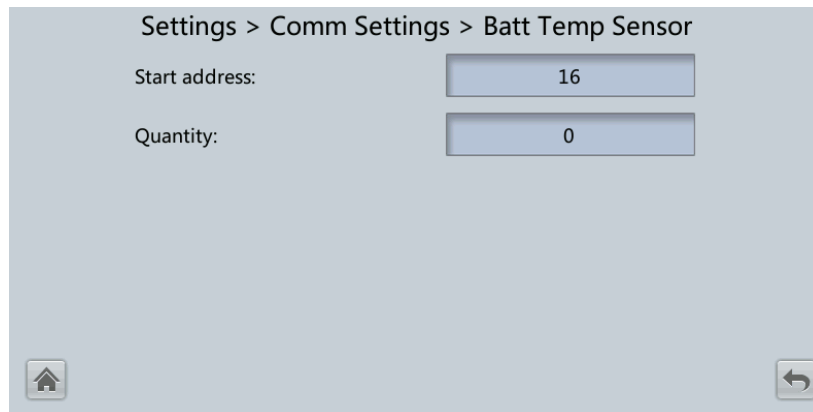 Settings > Comm Settings > Batt Temp Sensor
Start address: 16
Quantity: 0